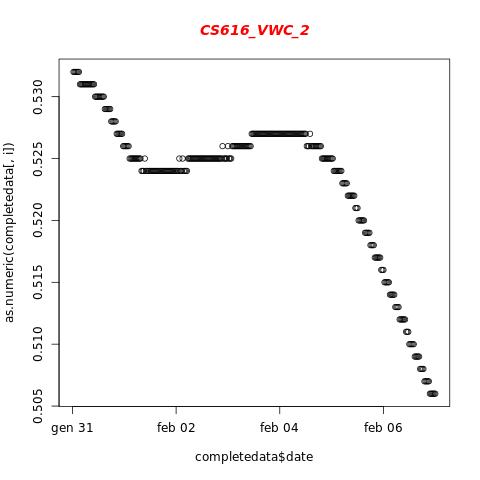 CS616_VWC_2
as.numeric(completedata[, i])
0.530
0.525
0.520
0.515
0.510
0.505
gen 31
feb 02
feb 04
feb 06
completedata$date